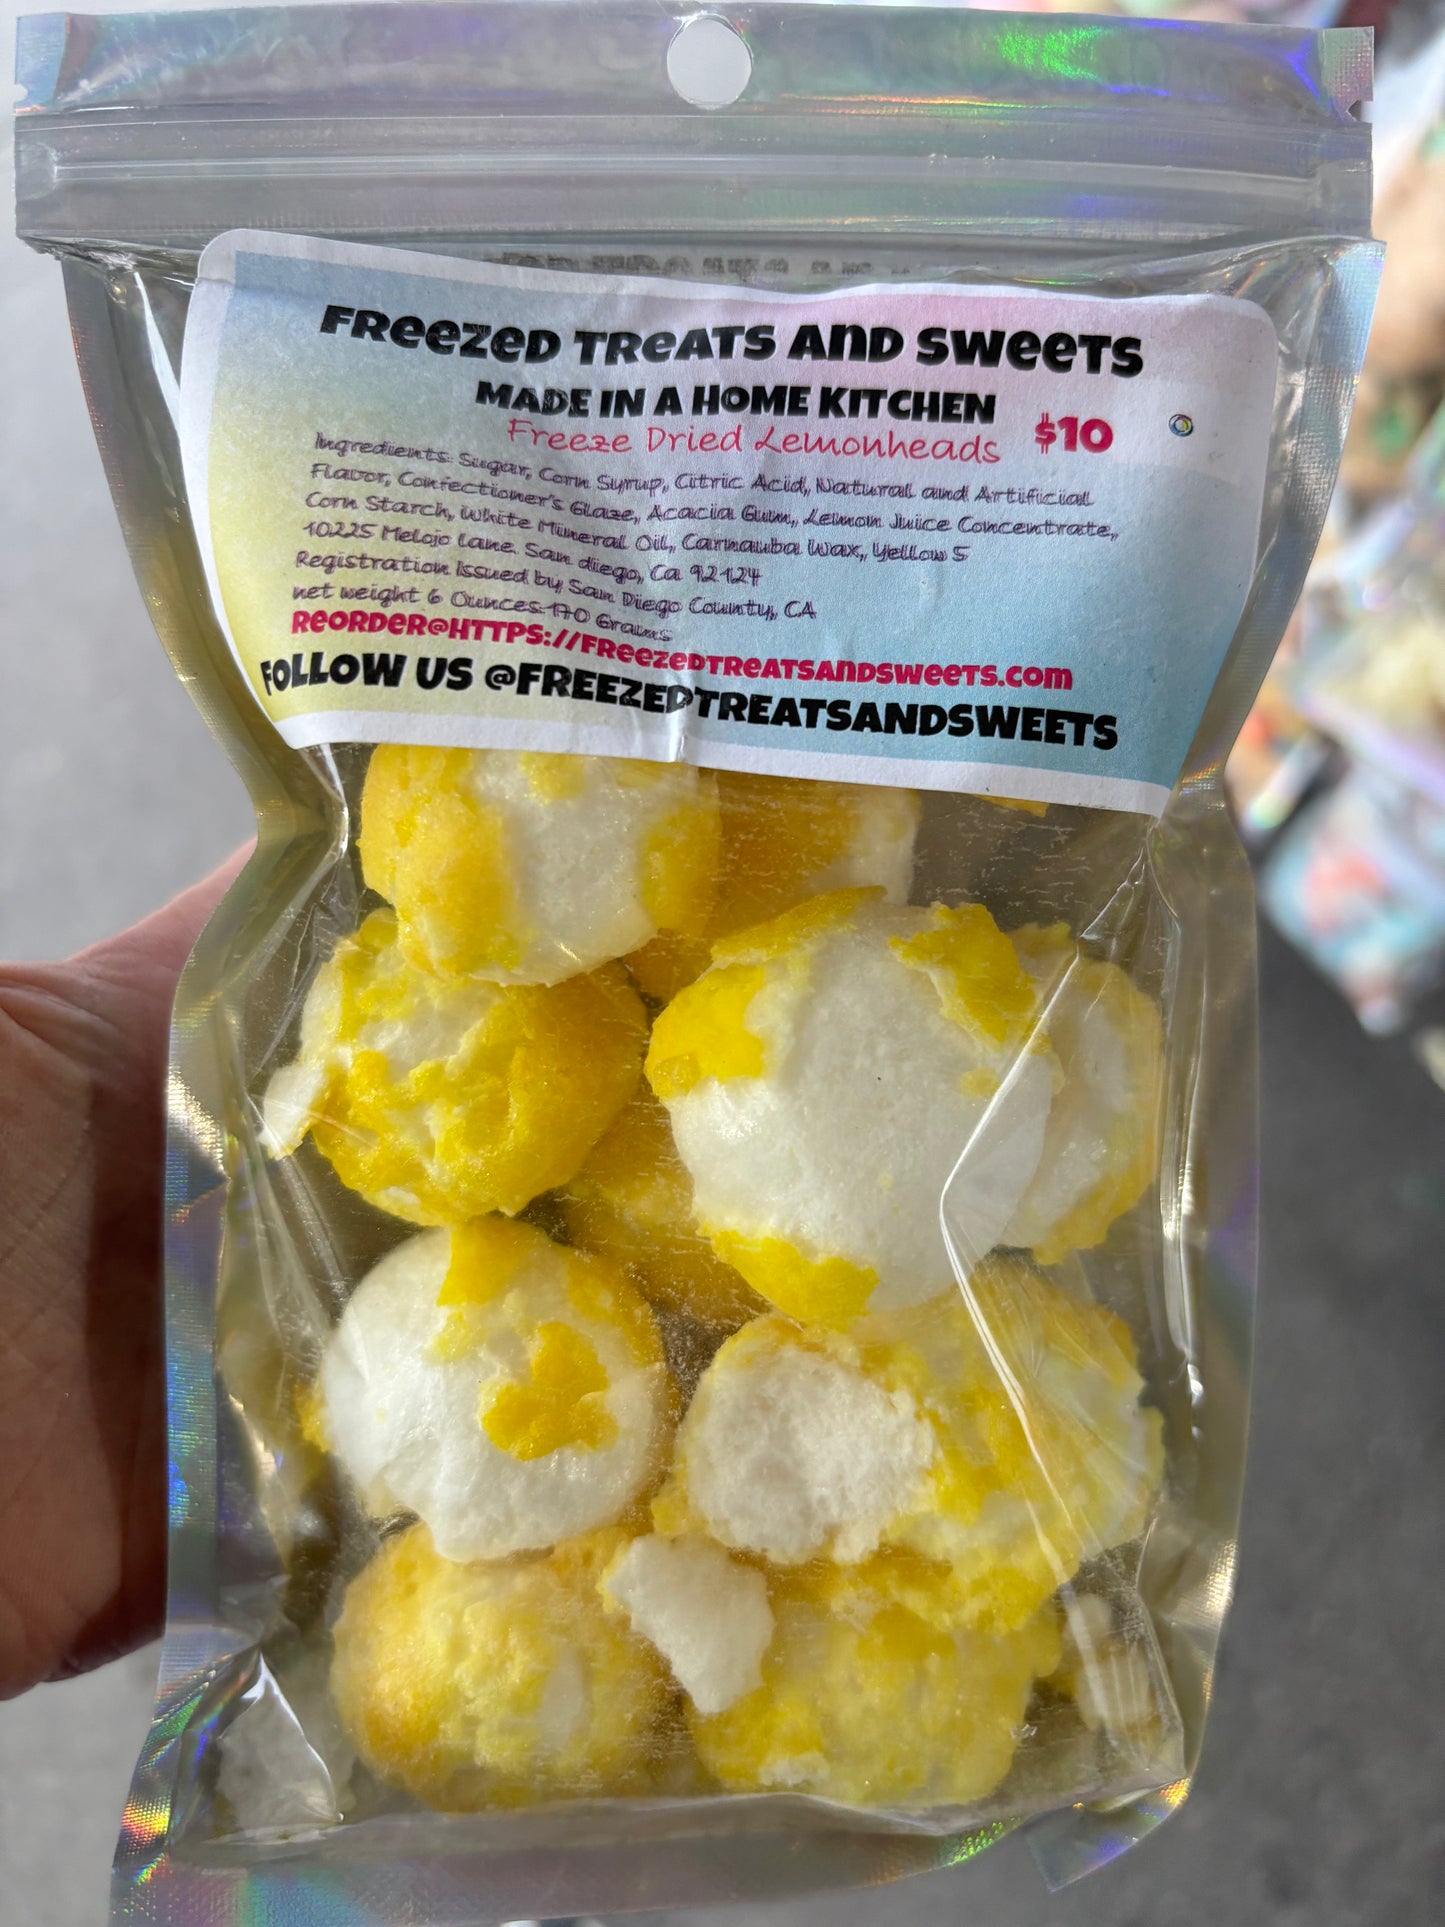 FREEZED TREATS AND SWEETS
MADE IN A HOME KITCHEN
Freeze Dried Lemonheads $10
Ingredients: Sugar, Corn Syrup, Citric Acid, Natural and Artificial
Flavor, Confectioner's Glaze, Acacia Gum, Lemon Juice Concentrate,
Corn Starch, White Mineral Oil, Carnauba Wax, Yellow 5
10225 Melojo lane. San diego, Ca 92124
Registration Issued by San Diego County, CA
net weight 6 Ounces-170 Grams
REORDER@HTTPS://FREEZEDTREATSANDSWEETS.COM
FOLLOW US @FREEZEDTREATSANDSWEETS